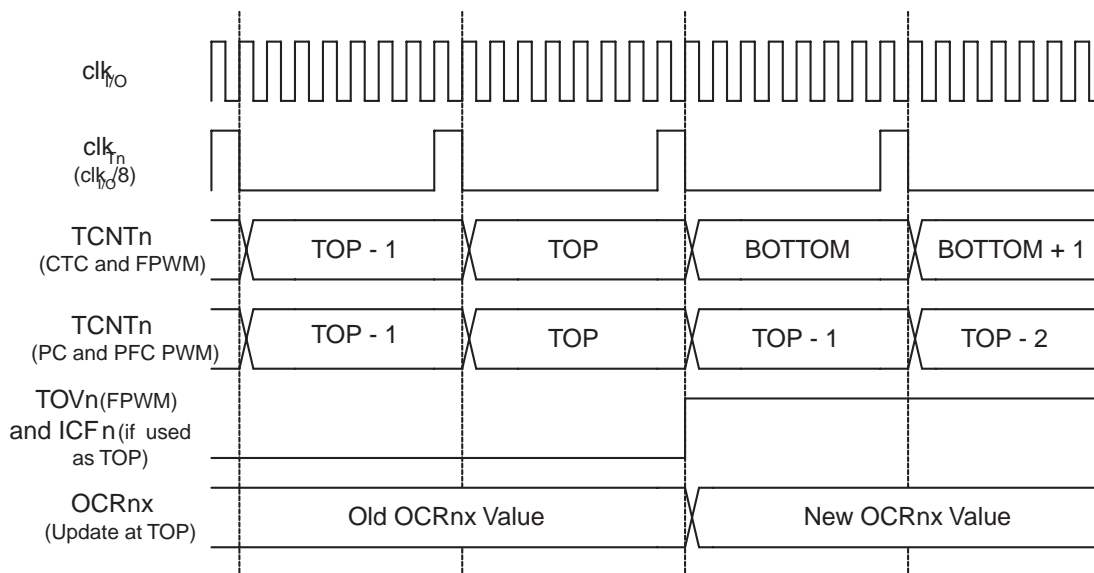 clkI/O
clkTn
(clkI/O/8)
TCNTn
(CTC and FPWM)
TOP - 1
TOP
BOTTOM
BOTTOM + 1
TCNTn
(PC and PFC PWM)
TOP - 1
TOP
TOP - 1
TOP - 2
TOVn(FPWM)
and ICFn(if used
as TOP)
OCRnx
(Update at TOP)
Old OCRnx Value
New OCRnx Value